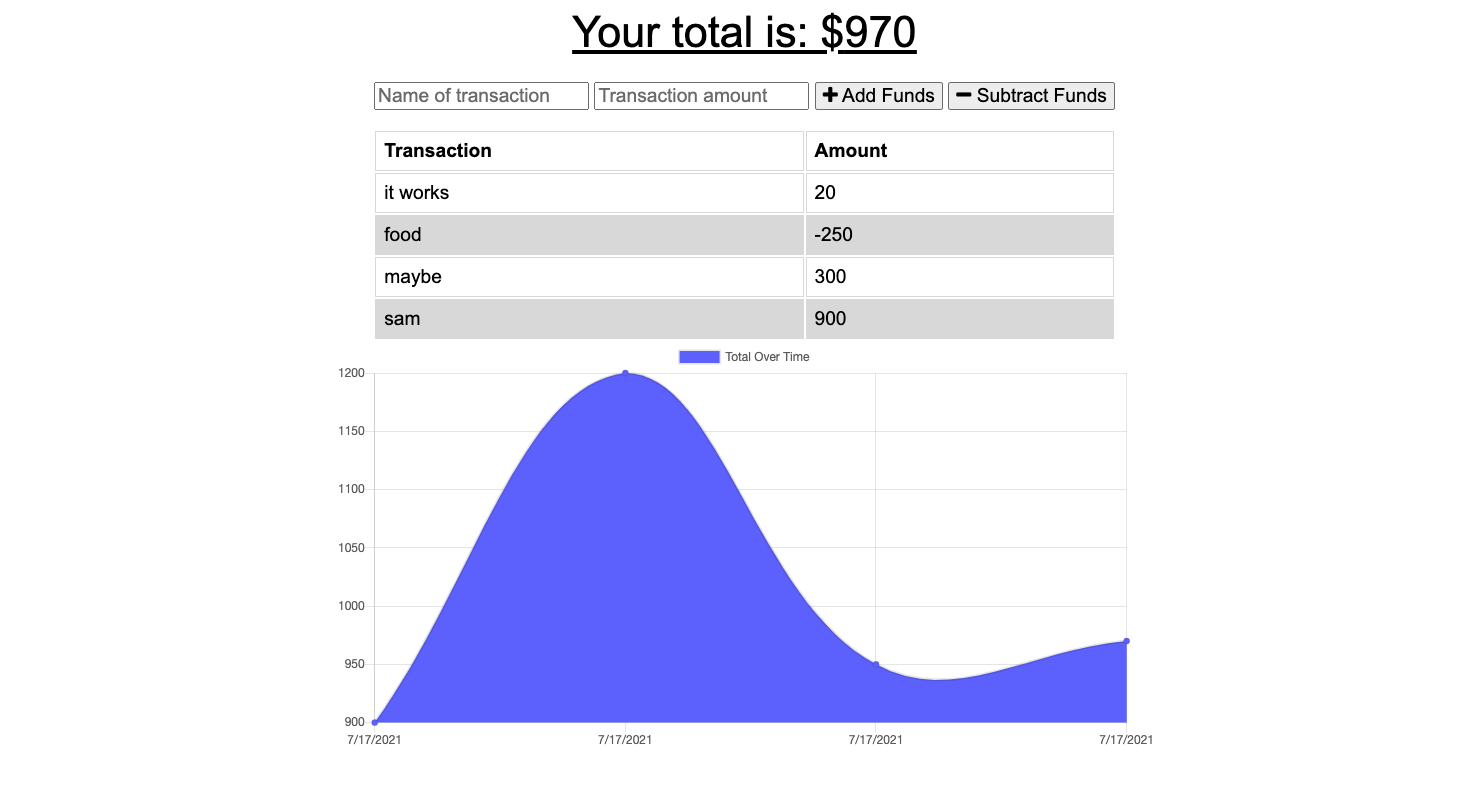 Your total is: $970
Name of transaction Transaction amount + Add Funds − Subtract Funds
Transaction Amount
it works 20
food -250
maybe 300
sam 900
Total Over Time
1200
1150
1100
1050
1000
950
900
7/17/2021 7/17/2021 7/17/2021 7/17/2021